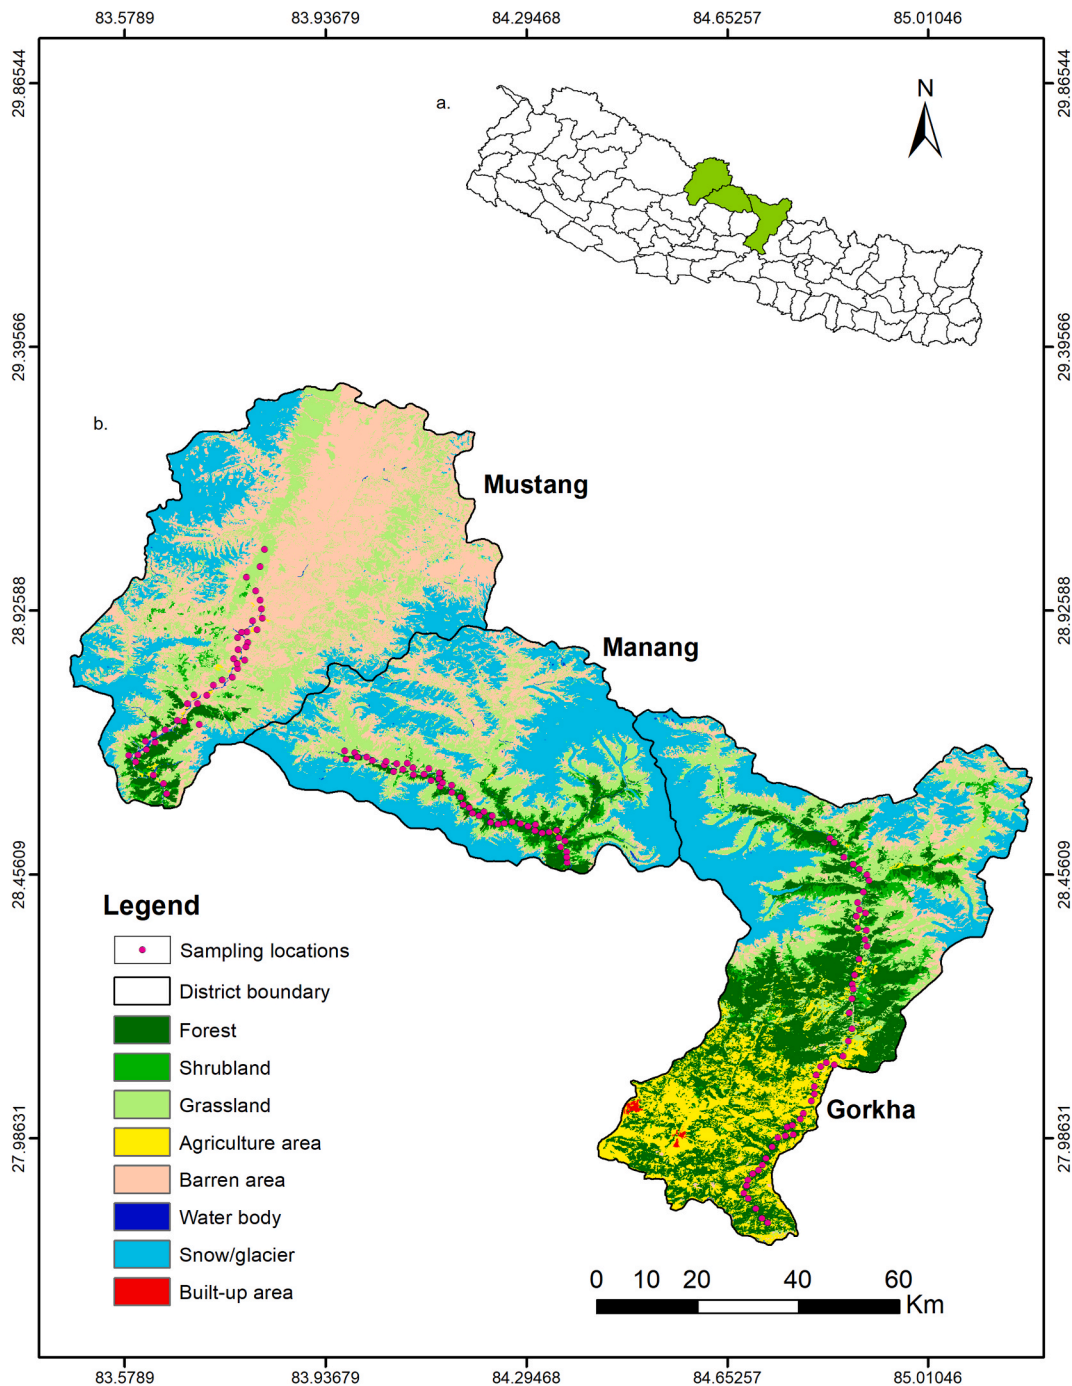 83.5789 83.93679 84.29468 84.65257 85.01046
29.86544 29.86544
a.
N
29.39566 29.39566
b.
Mustang
28.92588 28.92588
Manang
28.45609 28.45609
Legend
Sampling locations
District boundary
Forest
Shrubland
Grassland
Agriculture area
Barren area
Water body
Snow/glacier
Built-up area
Gorkha
27.98631 27.98631
0 10 20 40 60
Km
83.5789 83.93679 84.29468 84.65257 85.01046